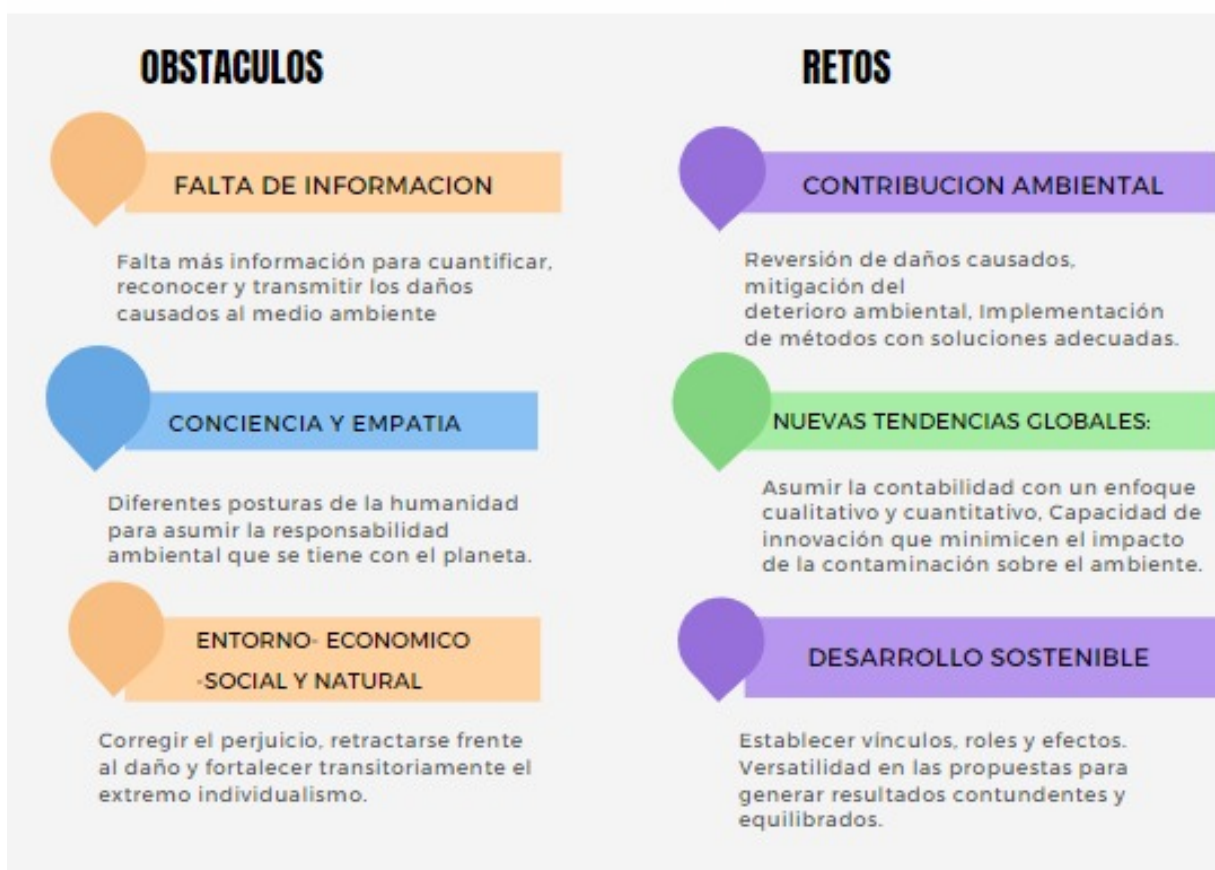 OBSTACULOS
FALTA DE INFORMACION
Falta más información para cuantificar,
reconocer y transmitir los daños
causados al medio ambiente
CONCIENCIA Y EMPATIA
Diferentes posturas de la humanidad
para asumir la responsabilidad
ambiental que se tiene con el planeta.
ENTORNO- ECONOMICO
-SOCIAL Y NATURAL
Corregir el perjuicio, retractarse frente
al daño y fortalecer transitoriamente el
extremo individualismo.
RETOS
CONTRIBUCION AMBIENTAL
Reversión de daños causados,
mitigación del
deterioro ambiental, Implementación
de métodos con soluciones adecuadas.
NUEVAS TENDENCIAS GLOBALES:
Asumir la contabilidad con un enfoque
cualitativo y cuantitativo, Capacidad de
innovación que minimicen el impacto
de la contaminación sobre el ambiente.
DESARROLLO SOSTENIBLE
Establecer vínculos, roles y efectos.
Versatilidad en las propuestas para
generar resultados contundentes y
equilibrados.